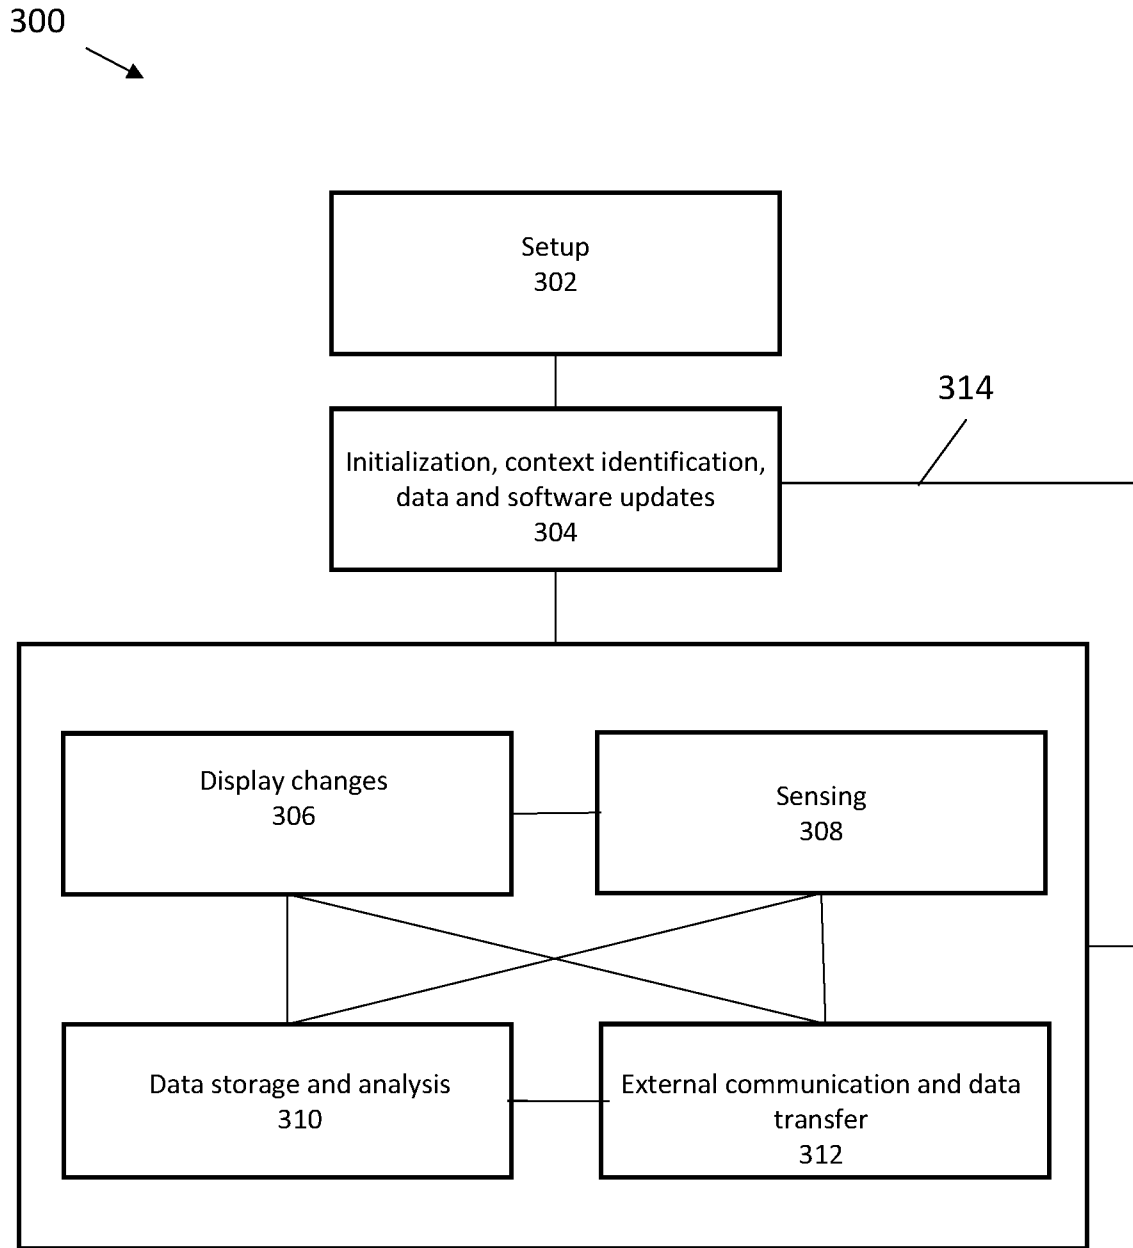 300
Setup
302
314
Initialization, context identification,
data and software updates
304
Display changes
306
Sensing
308
Data storage and analysis
310
External communication and data
transfer
312